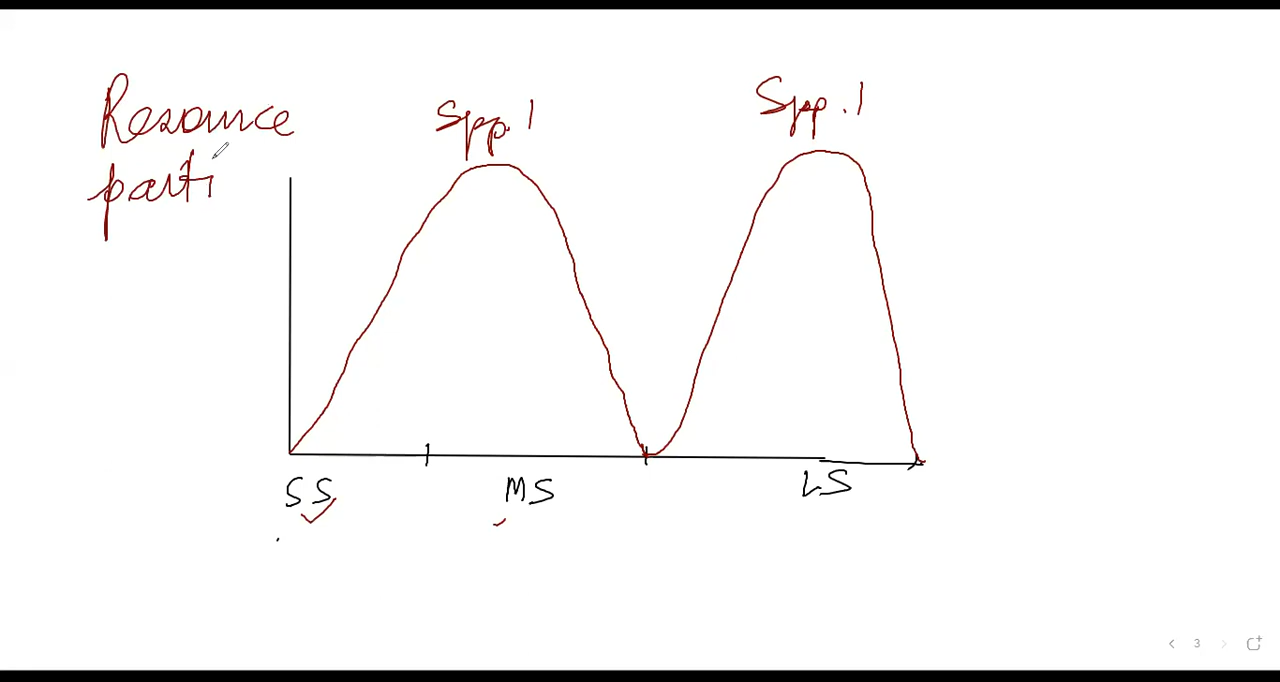 Resource
parti
Spp. 1
Spp. 1
SS
MS
LS
3